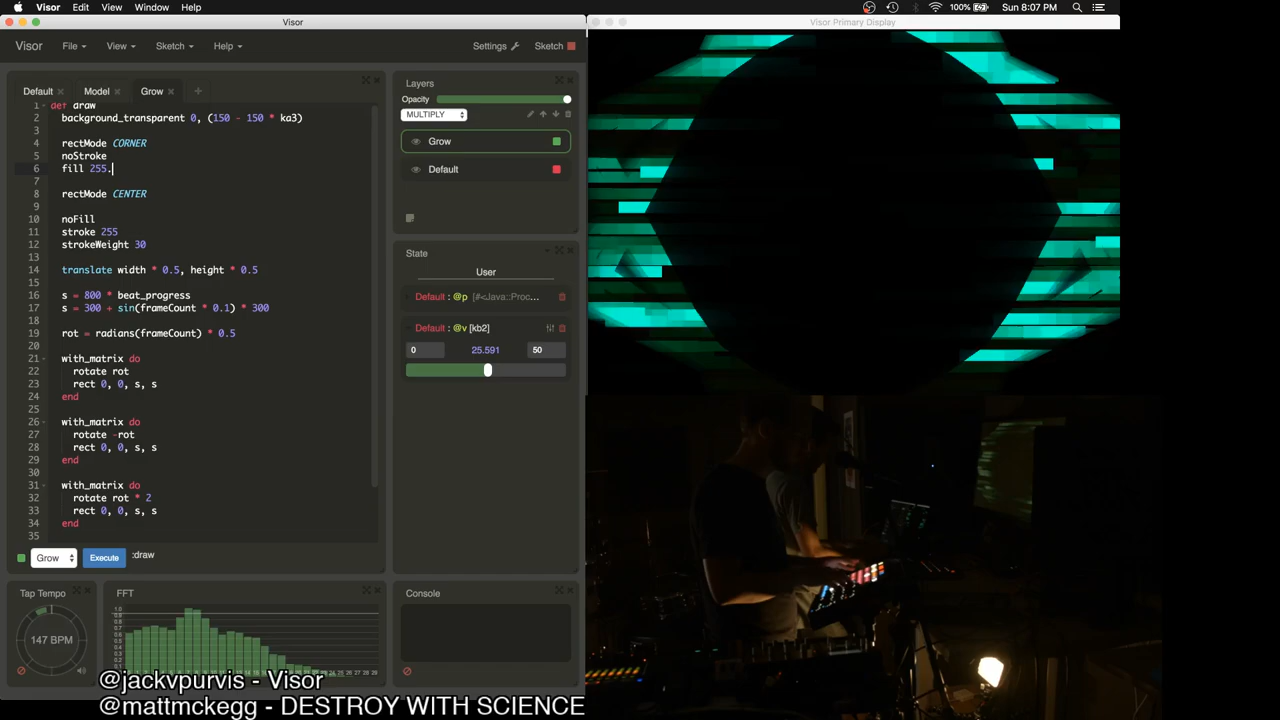 Visor Edit View Window Help
100% Sun 8:07 PM
Visor
Visor Primary Display
Visor File View Sketch Help Settings Sketch
Default Model Grow
1 def draw
2 background_transparent 0, (150 - 150 * ka3)
3
4 rectMode CORNER
5 noStroke
6 fill 255.
7
8 rectMode CENTER
9
10 noFill
11 stroke 255
12 strokeWeight 30
13
14 translate width * 0.5, height * 0.5
15
16 s = 800 * beat_progress
17 s = 300 + sin(frameCount * 0.1) * 300
18
19 rot = radians(frameCount) * 0.5
20
21 with_matrix do
22 rotate rot
23 rect 0, 0, s, s
24 end
25
26 with_matrix do
27 rotate -rot
28 rect 0, 0, s, s
29 end
30
31 with_matrix do
32 rotate rot * 2
33 rect 0, 0, s, s
34 end
35
Grow Execute :draw
Layers
Opacity
MULTIPLY
Grow
Default
State
User
Default : @p [#<Java::Proc...
Default : @v [kb2]
0 25.591 50
Tap Tempo
1
147 BPM
FFT
1.0
Console
@jackvpurvis - Visor
@mattmckegg - DESTROY WITH SCIENCE